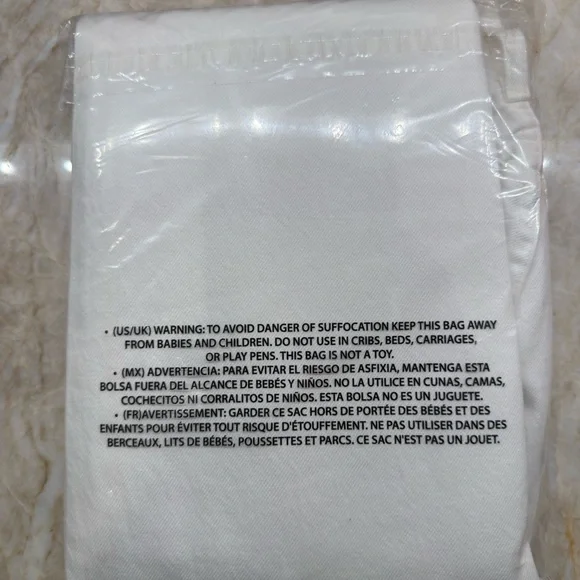 • (US/UK) WARNING: TO AVOID DANGER OF SUFFOCATION KEEP THIS BAG AWAY
FROM BABIES AND CHILDREN. DO NOT USE IN CRIBS, BEDS, CARRIAGES,
OR PLAY PENS. THIS BAG IS NOT A TOY.
• (MX) ADVERTENCIA: PARA EVITAR EL RIESGO DE ASFIXIA, MANTENGA ESTA
BOLSA FUERA DEL ALCANCE DE BEBÉS Y NIÑOS. NO LA UTILICE EN CUNAS, CAMAS,
COCHECITOS NI CORRALITOS DE NIÑOS. ESTA BOLSA NO ES UN JUGUETE.
• (FR)AVERTISSEMENT: GARDER CE SAC HORS DE PORTÉE DES BÉBÉS ET DES
ENFANTS POUR ÉVITER TOUT RISQUE D'ÉTOUFFEMENT. NE PAS UTILISER DANS DES
BERCEAUX, LITS DE BÉBÉS, POUSSETTES ET PARCS. CE SAC N'EST PAS UN JOUET.